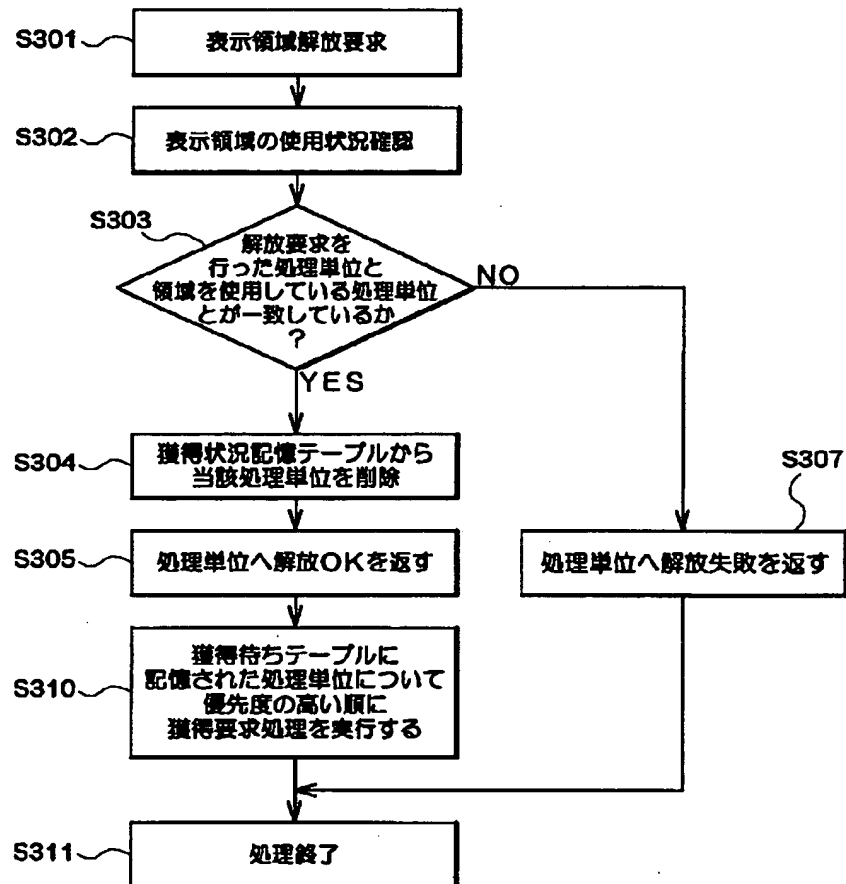 S301
表示領域解放要求
S302
表示領域の使用状況確認
S303
解放要求を
行った処理単位と
領域を使用している処理単位
とが一致しているか
?
NO
YES
S304
獲得状況記憶テーブルから
当該処理単位を削除
S307
S305
処理単位へ解放OKを返す
処理単位へ解放失敗を返す
S310
獲得待ちテーブルに
記憶された処理単位について
優先度の高い順に
獲得要求処理を実行する
S311
処理終了